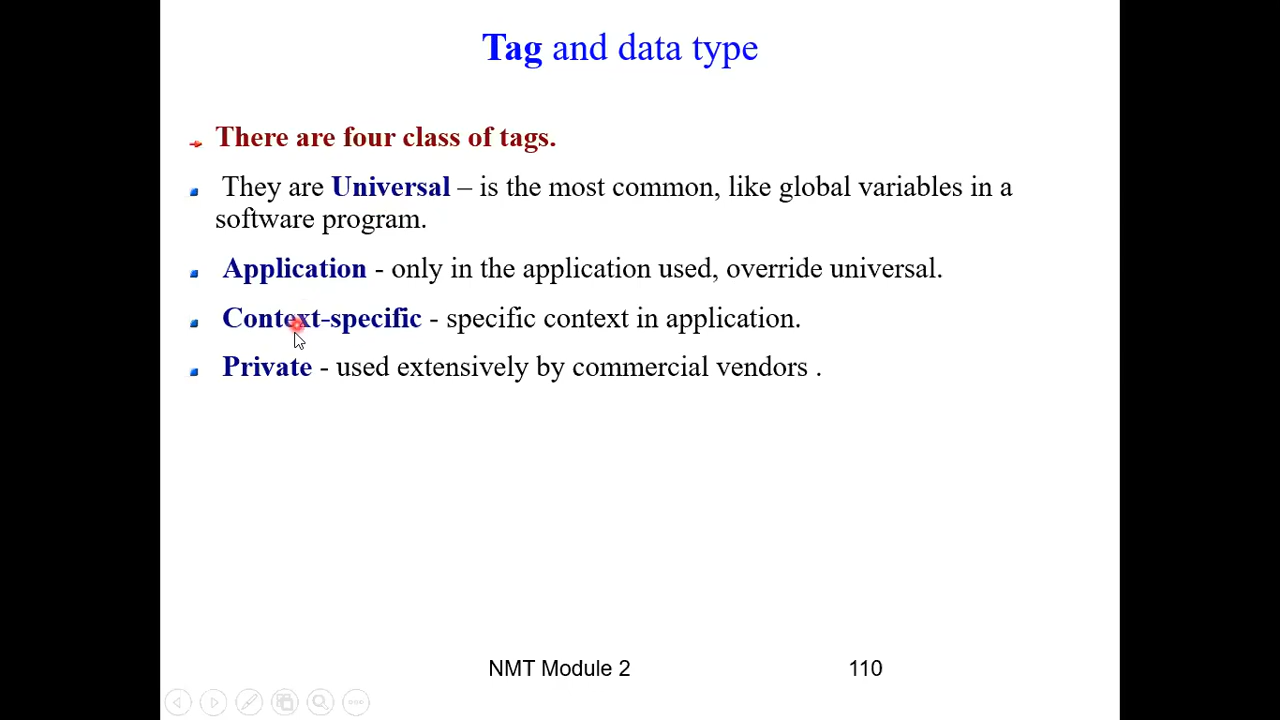 Tag and data type
There are four class of tags.
They are Universal – is the most common, like global variables in a
software program.
Application - only in the application used, override universal.
Context-specific - specific context in application.
Private - used extensively by commercial vendors .
NMT Module 2
110